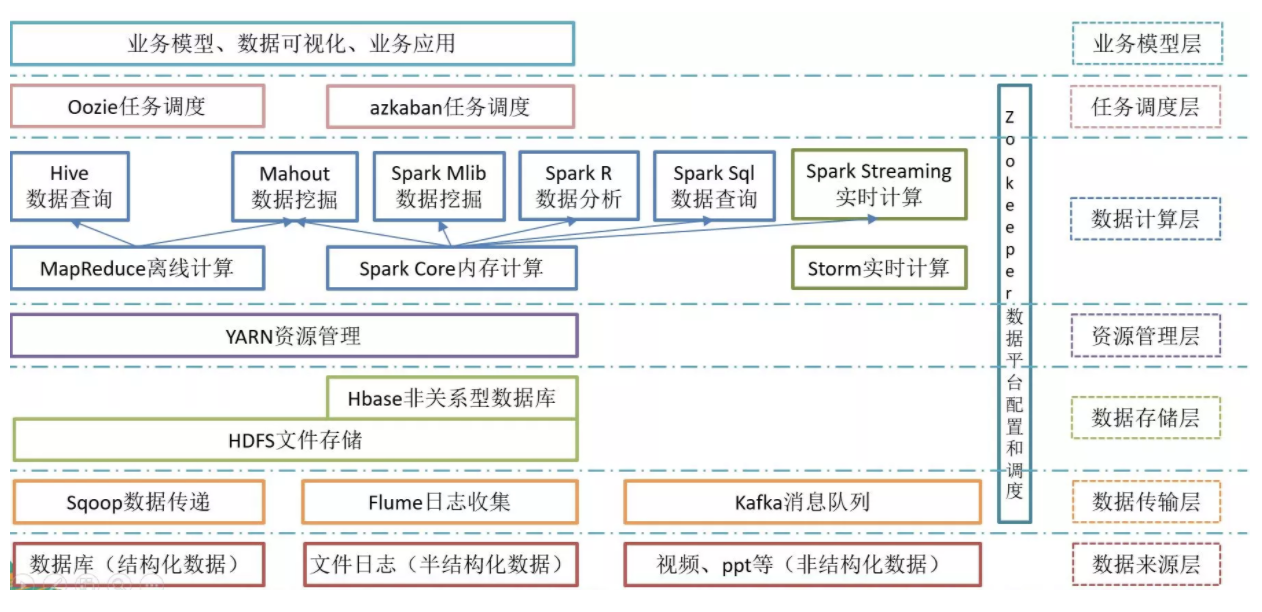 业务模型、数据可视化、业务应用
业务模型层
Oozie任务调度
azkaban任务调度
任务调度层
Hive
数据查询
Mahout
数据挖掘
Spark Mlib
数据挖掘
Spark R
数据分析
Spark Sql
数据查询
Spark Streaming
实时计算
数据计算层
MapReduce离线计算
Spark Core内存计算
Storm实时计算
Zookeeper数据平台配置和调度
YARN资源管理
资源管理层
Hbase非关系型数据库
HDFS文件存储
数据存储层
Sqoop数据传递
Flume日志收集
Kafka消息队列
数据传输层
数据库（结构化数据）
文件日志（半结构化数据）
视频、ppt等（非结构化数据）
数据来源层